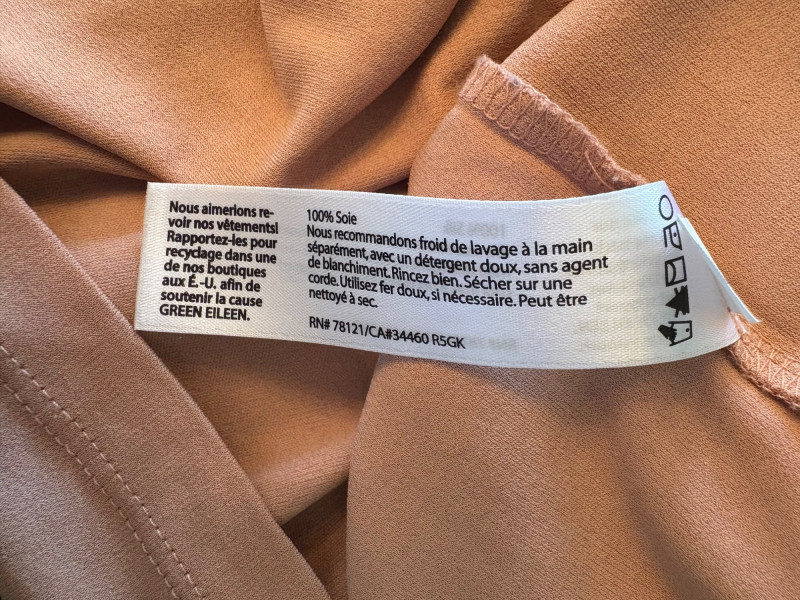 Nous aimerions re-
voir nos vêtements!
Rapportez-les pour
recyclage dans une
de nos boutiques
aux É.-U. afin de
soutenir la cause
GREEN EILEEN.
100% Soie
Nous recommandons froid de lavage à la main
séparément, avec un détergent doux, sans agent
de blanchiment. Rincez bien. Sécher sur une
corde. Utilisez fer doux, si nécessaire. Peut être
nettoyé à sec.
RN# 78121/CA#34460 R5GK